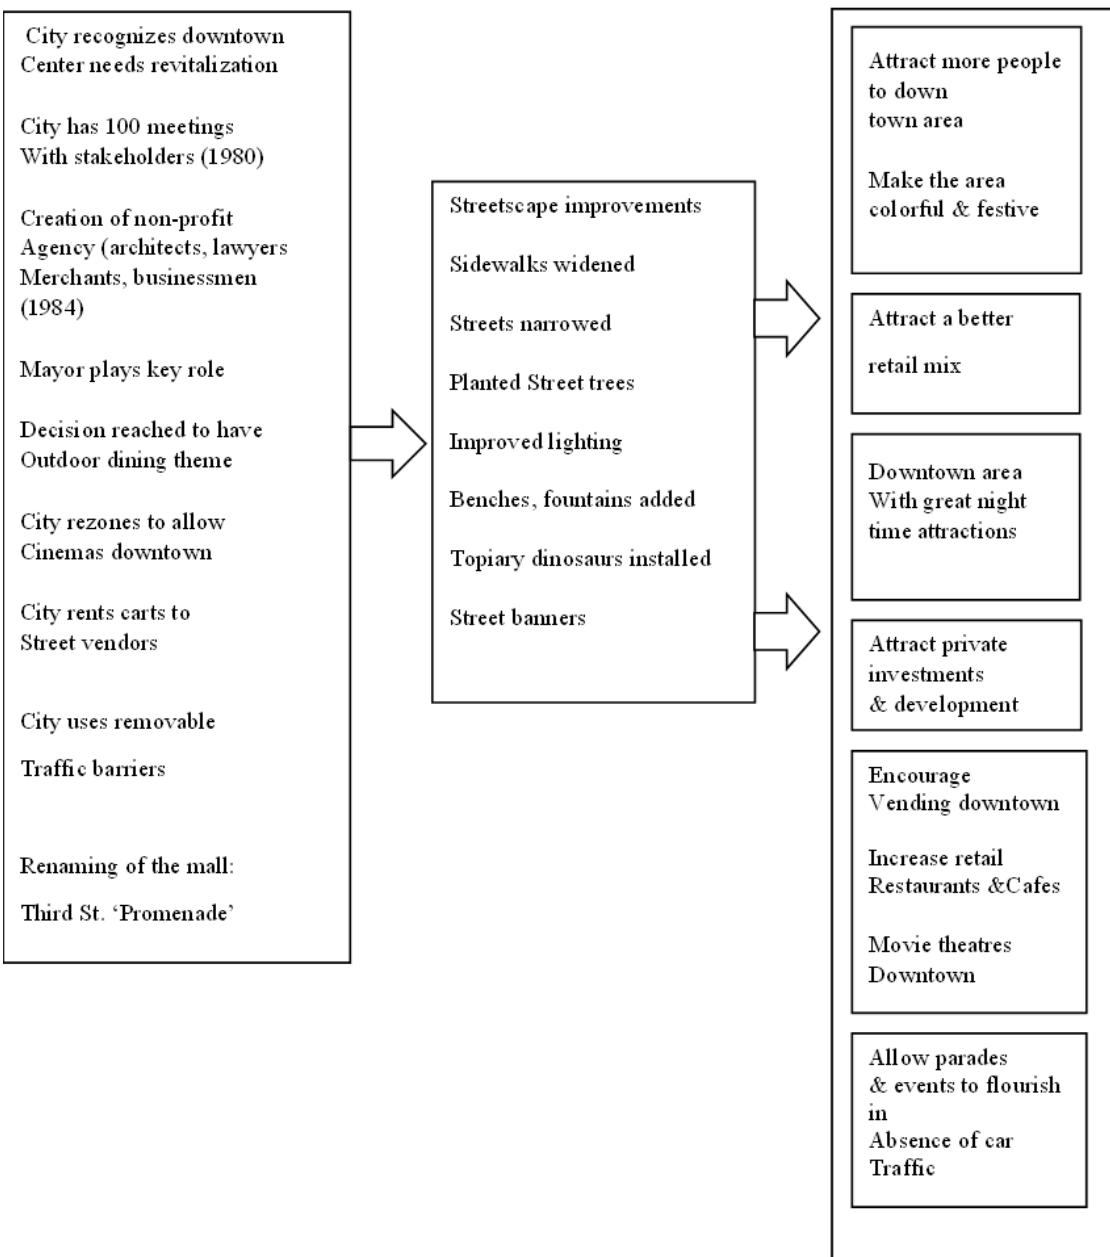 City recognizes downtown
Center needs revitalization
City has 100 meetings
With stakeholders (1980)
Creation of non-profit
Agency (architects, lawyers
Merchants, businessmen
(1984)
Mayor plays key role
Decision reached to have
Outdoor dining theme
City rezones to allow
Cinemas downtown
City rents carts to
Street vendors
City uses removable
Traffic barriers
Renaming of the mall:
Third St. ‘Promenade’
Streetscape improvements
Sidewalks widened
Streets narrowed
Planted Street trees
Improved lighting
Benches, fountains added
Topiary dinosaurs installed
Street banners
Attract more people
to down
town area
Make the area
colorful & festive
Attract a better
retail mix
Downtown area
With great night
time attractions
Attract private
investments
& development
Encourage
Vending downtown
Increase retail
Restaurants &Cafes
Movie theatres
Downtown
Allow parades
& events to flourish
in
Absence of car
Traffic